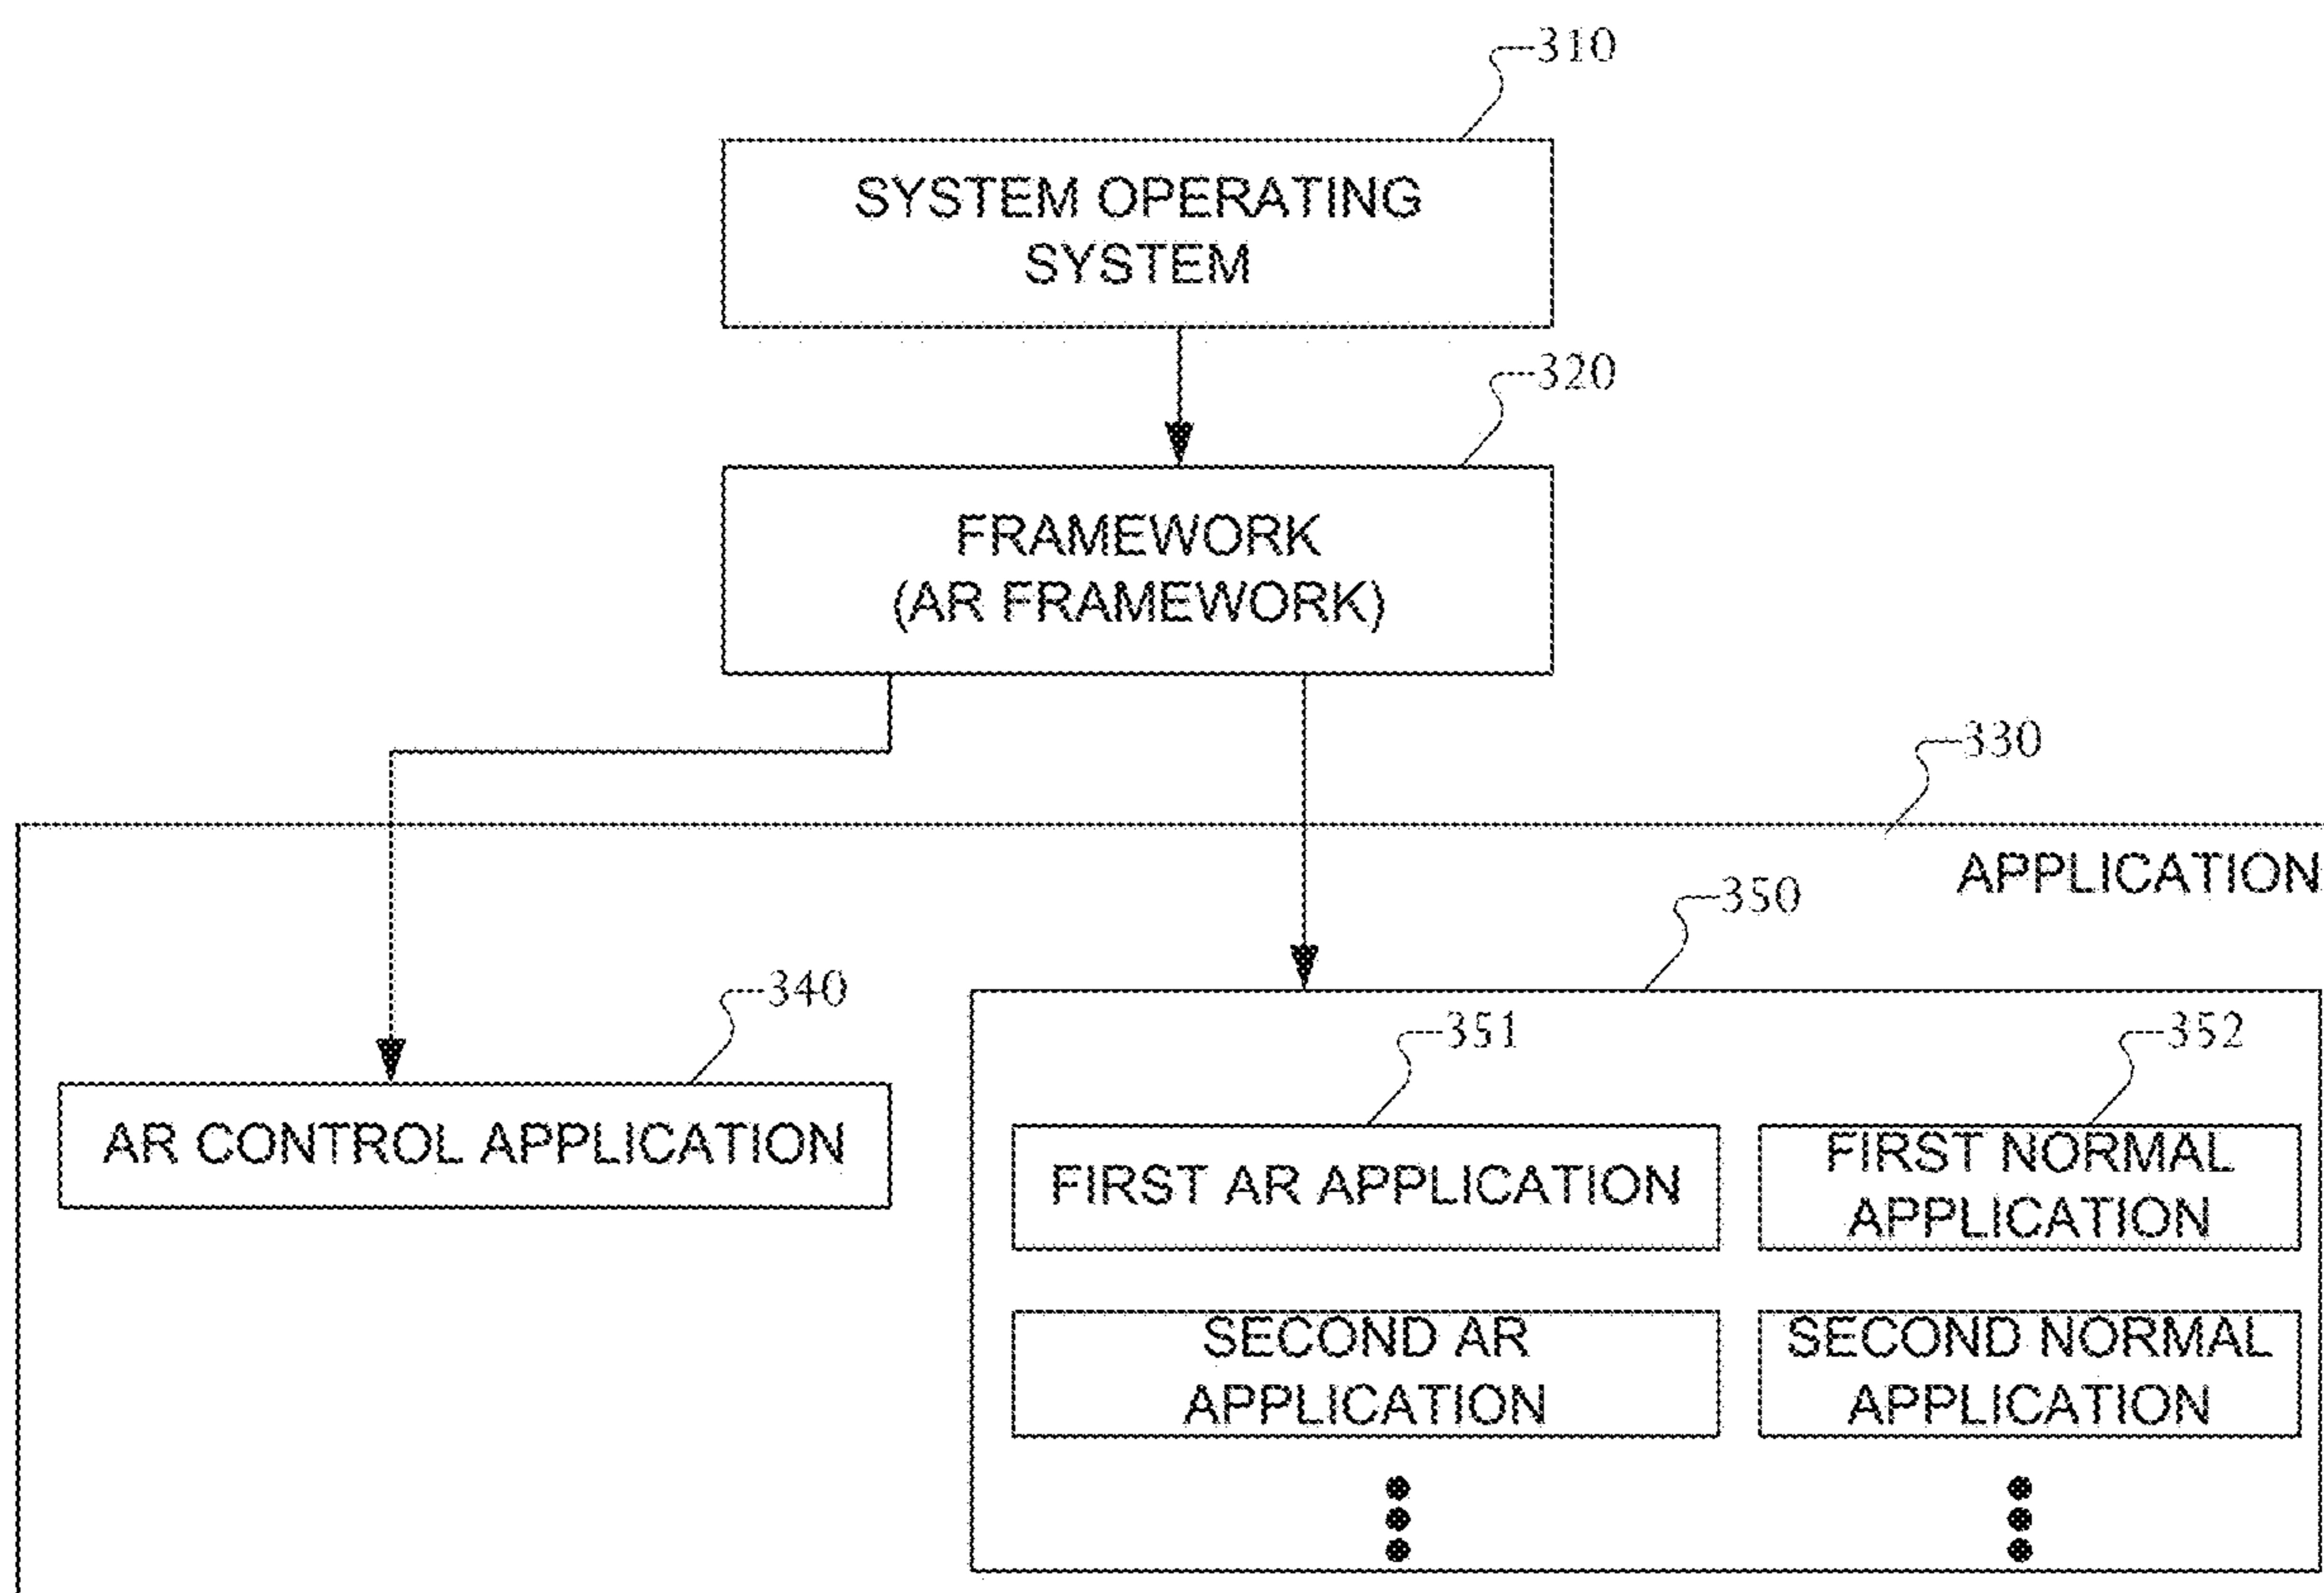 310
SYSTEM OPERATING
SYSTEM
320
FRAMEWORK
(AR FRAMEWORK)
330
APPLICATION
350
340
351
352
AR CONTROL APPLICATION
FIRST AR APPLICATION
FIRST NORMAL
APPLICATION
SECOND AR
APPLICATION
SECOND NORMAL
APPLICATION